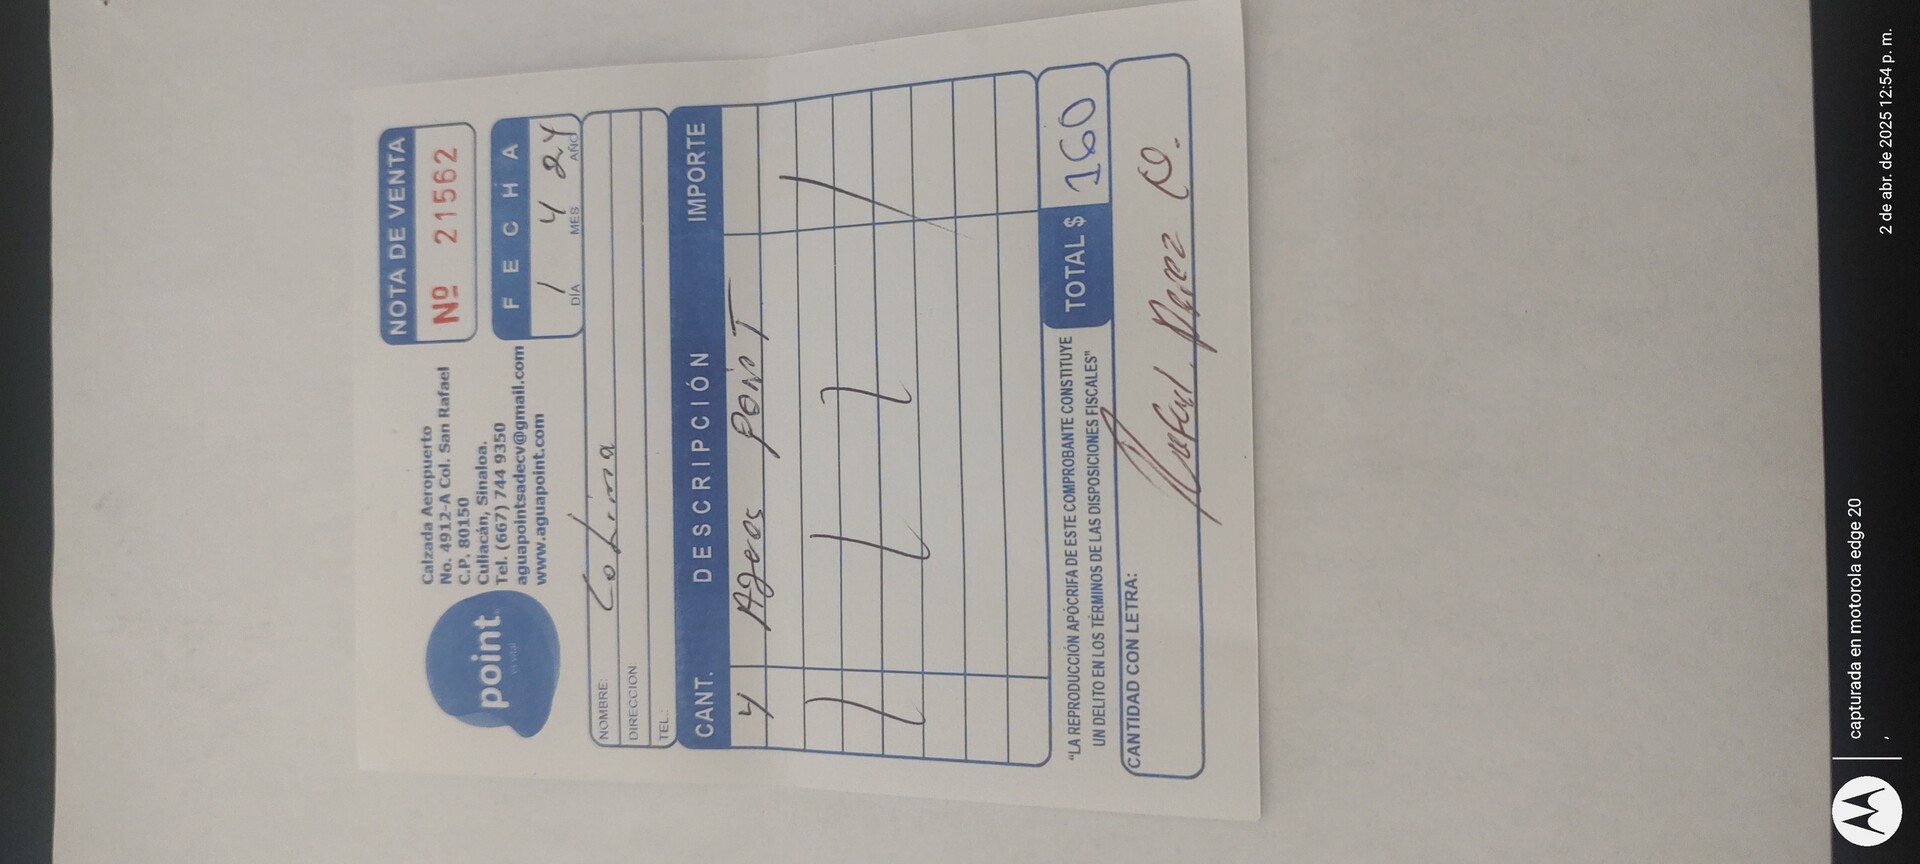 point
es vital
Calzada Aeropuerto
No. 4912-A Col. San Rafael
C.P. 80150
Culiacán, Sinaloa.
Tel. (667) 744 9350
aguapointsadecv@gmail.com
www.aguapoint.com
NOTA DE VENTA
Nº 21562
FECHA
1 4 24
DÍA MES AÑO
NOMBRE:
DIRECCION:
TEL.:
CANT. DESCRIPCIÓN IMPORTE
4 Aguas POINT
"LA REPRODUCCIÓN APÓCRIFA DE ESTE COMPROBANTE CONSTITUYE
UN DELITO EN LOS TÉRMINOS DE LAS DISPOSICIONES FISCALES"
TOTAL $ 160
CANTIDAD CON LETRA:
capturada en motorola edge 20
,
2 de abr. de 2025 12:54 p. m.